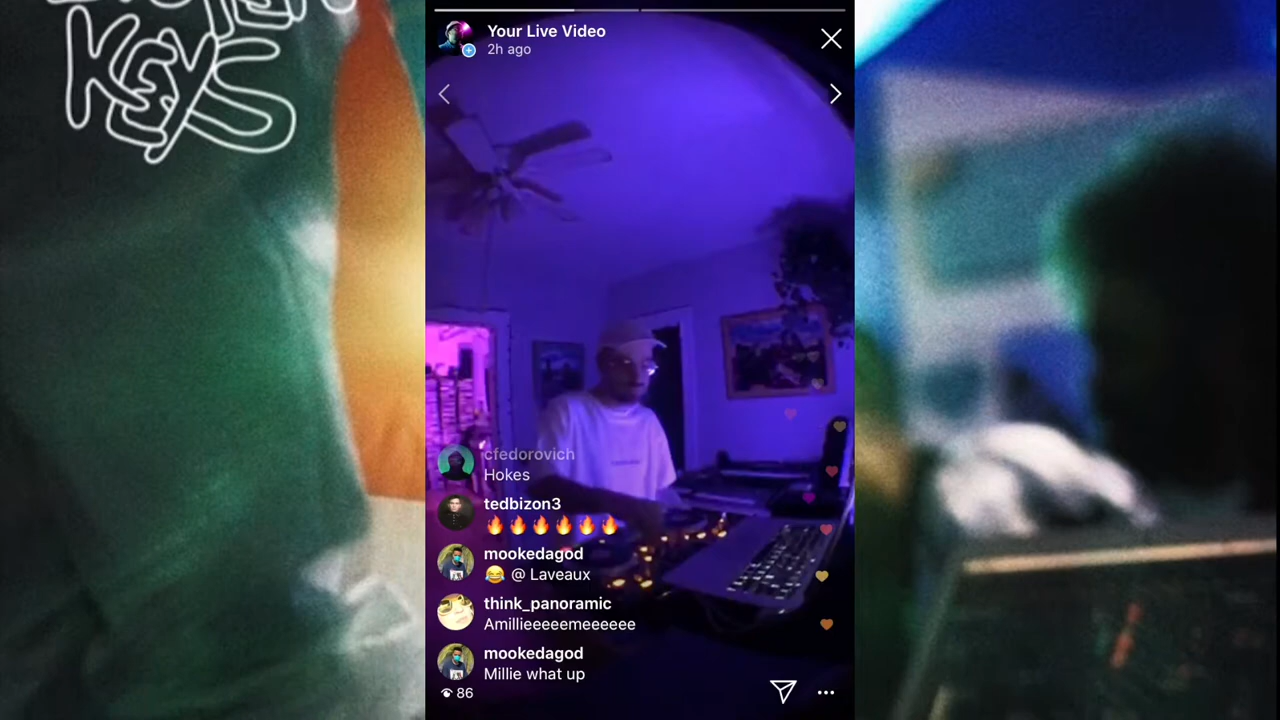 Keys
Your Live Video
2h ago
cfedorovich
Hokes
tedbizon3
🔥🔥🔥🔥🔥🔥
mookedagod
😂 @ Laveaux
think_panoramic
Amillieeeeemeeeeee
mookedagod
Millie what up
86